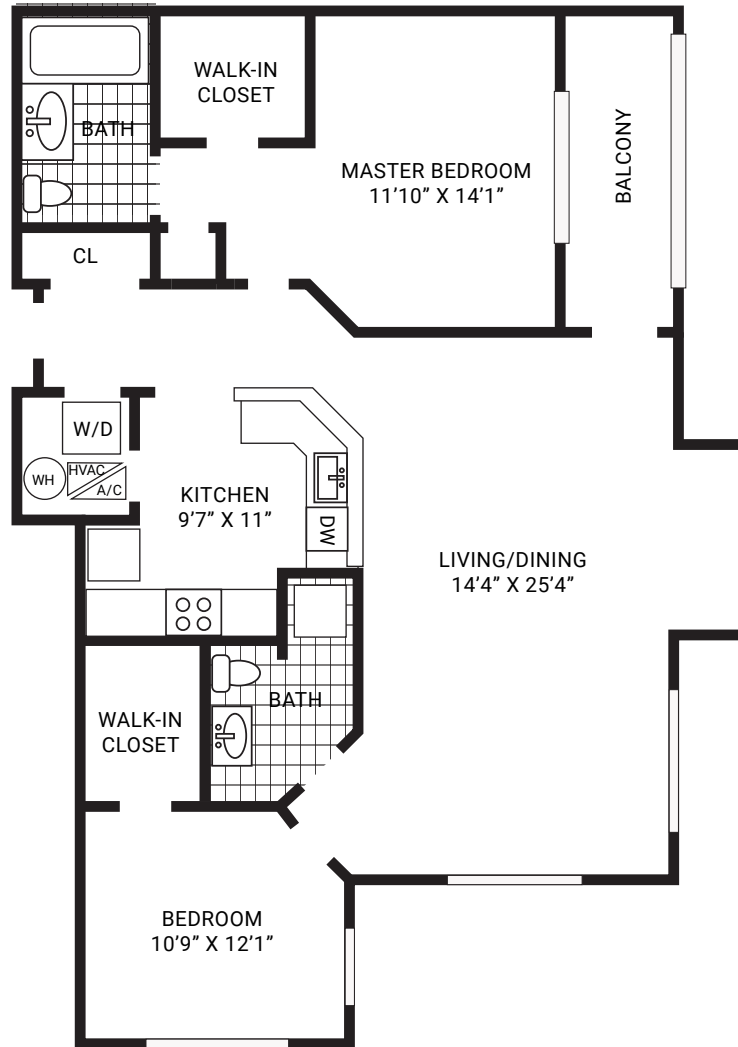 WALK-IN
CLOSET
BATH
MASTER BEDROOM
11’10” X 14’1”
BALCONY
CL
W/D
WH
HVAC
A/C
KITCHEN
9’7” X 11”
DW
LIVING/DINING
14’4” X 25’4”
BATH
WALK-IN
CLOSET
BEDROOM
10’9” X 12’1”